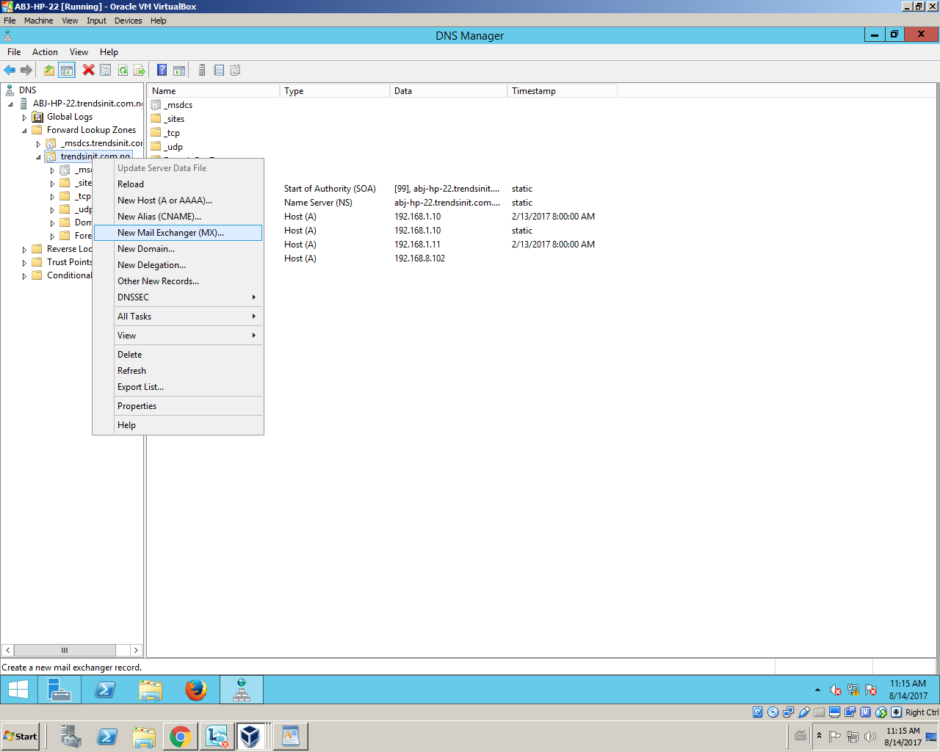 ABJ-HP-22 [Running] - Oracle VM VirtualBox
File Machine View Input Devices Help
DNS Manager
File Action View Help
DNS
ABJ-HP-22.trendsinit.com.n
Global Logs
Forward Lookup Zones
_msdcs.trendsinit.cor
trendsinit.com.ng
_ms
_site
_tcp
_ud
Dom
Fore
Reverse Loo
Trust Points
Conditional
Name Type Data Timestamp
_msdcs
_sites
_tcp
_udp
Start of Authority (SOA) [99], abj-hp-22.trendsinit.... static
Name Server (NS) abj-hp-22.trendsinit.com.... static
Host (A) 192.168.1.10 2/13/2017 8:00:00 AM
Host (A) 192.168.1.10 static
Host (A) 192.168.1.11 2/13/2017 8:00:00 AM
Host (A) 192.168.8.102
Update Server Data File
Reload
New Host (A or AAAA)...
New Alias (CNAME)...
New Mail Exchanger (MX)...
New Domain...
New Delegation...
Other New Records...
DNSSEC
All Tasks
View
Delete
Refresh
Export List...
Properties
Help
Create a new mail exchanger record.
11:15 AM
8/14/2017
Right Ctrl
Start
11:15 AM
8/14/2017